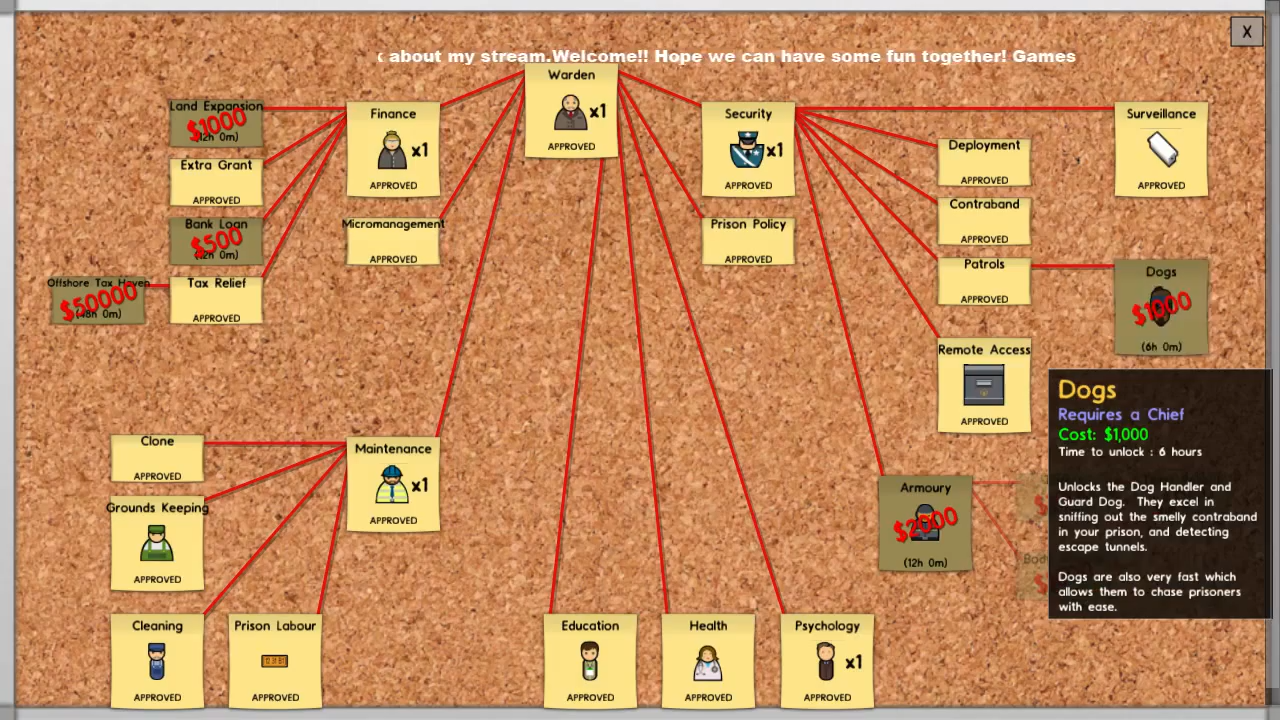 X
about my stream.Welcome!! Hope we can have some fun together! Games
Warden
x1
APPROVED
Land Expansion
$1000
(12h 0m)
Extra Grant
APPROVED
Bank Loan
$500
(12h 0m)
Offshore Tax Haven
$50000
(48h 0m)
Tax Relief
APPROVED
Finance
x1
APPROVED
Micromanagement
APPROVED
Security
x1
APPROVED
Prison Policy
APPROVED
Deployment
APPROVED
Contraband
APPROVED
Patrols
APPROVED
Remote Access
APPROVED
Surveillance
APPROVED
Dogs
$1000
(6h 0m)
Dogs
Requires a Chief
Cost: $1,000
Time to unlock : 6 hours
Unlocks the Dog Handler and
Guard Dog. They excel in
sniffing out the smelly contraband
in your prison, and detecting
escape tunnels.
Dogs are also very fast which
allows them to chase prisoners
with ease.
Clone
APPROVED
Grounds Keeping
APPROVED
Maintenance
x1
APPROVED
Cleaning
APPROVED
Prison Labour
APPROVED
Education
APPROVED
Health
APPROVED
Psychology
x1
APPROVED
Armoury
$2000
(12h 0m)